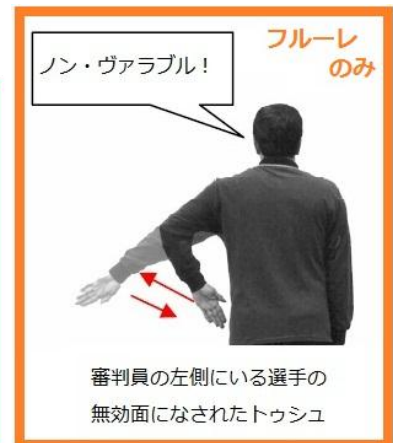 フルーレ
のみ
ノン・ヴァラブル！
審判員の左側にいる選手の
無効面になされたトゥシュ